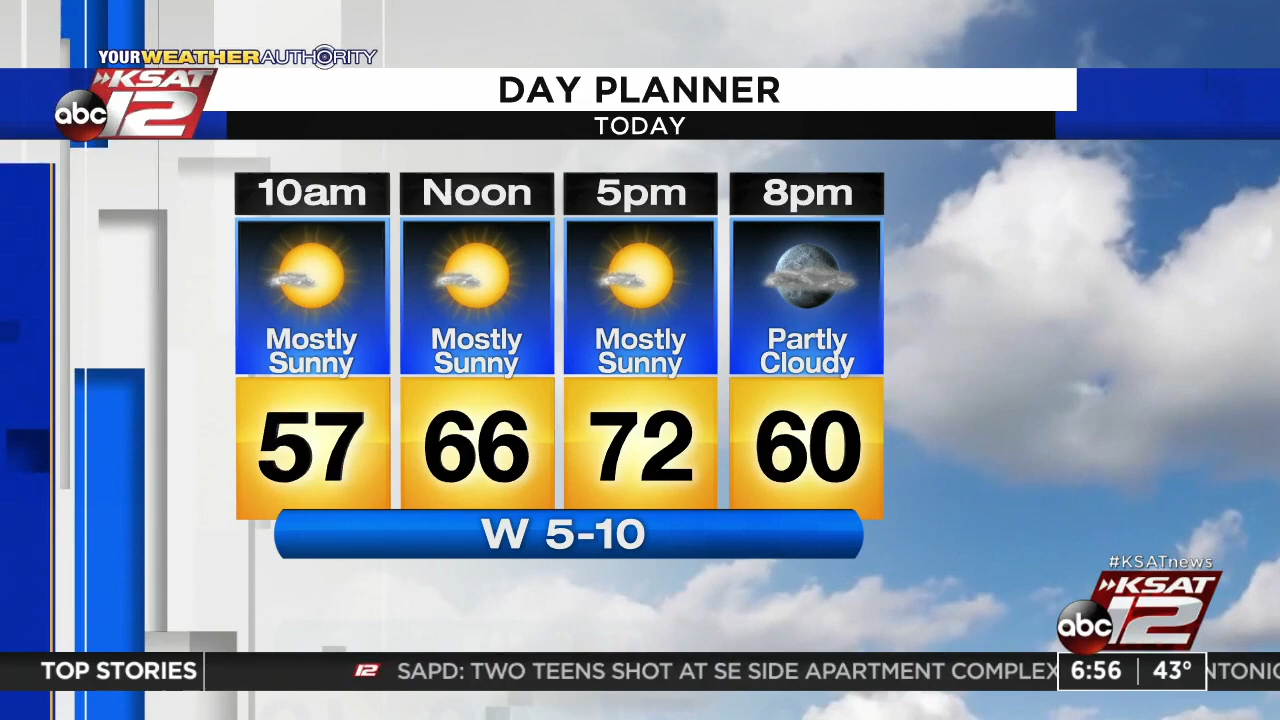 YOURWEATHERAUTHORITY
KSAT
abc 12
DAY PLANNER
TODAY
10am Noon 5pm 8pm
Mostly Sunny
Mostly Sunny
Mostly Sunny
Partly Cloudy
57 66 72 60
W 5-10
#KSATnews
KSAT
abc 12
TOP STORIES 12 SAPD: TWO TEENS SHOT AT SE SIDE APARTMENT COMPLEX 6:56 43° NTONIO